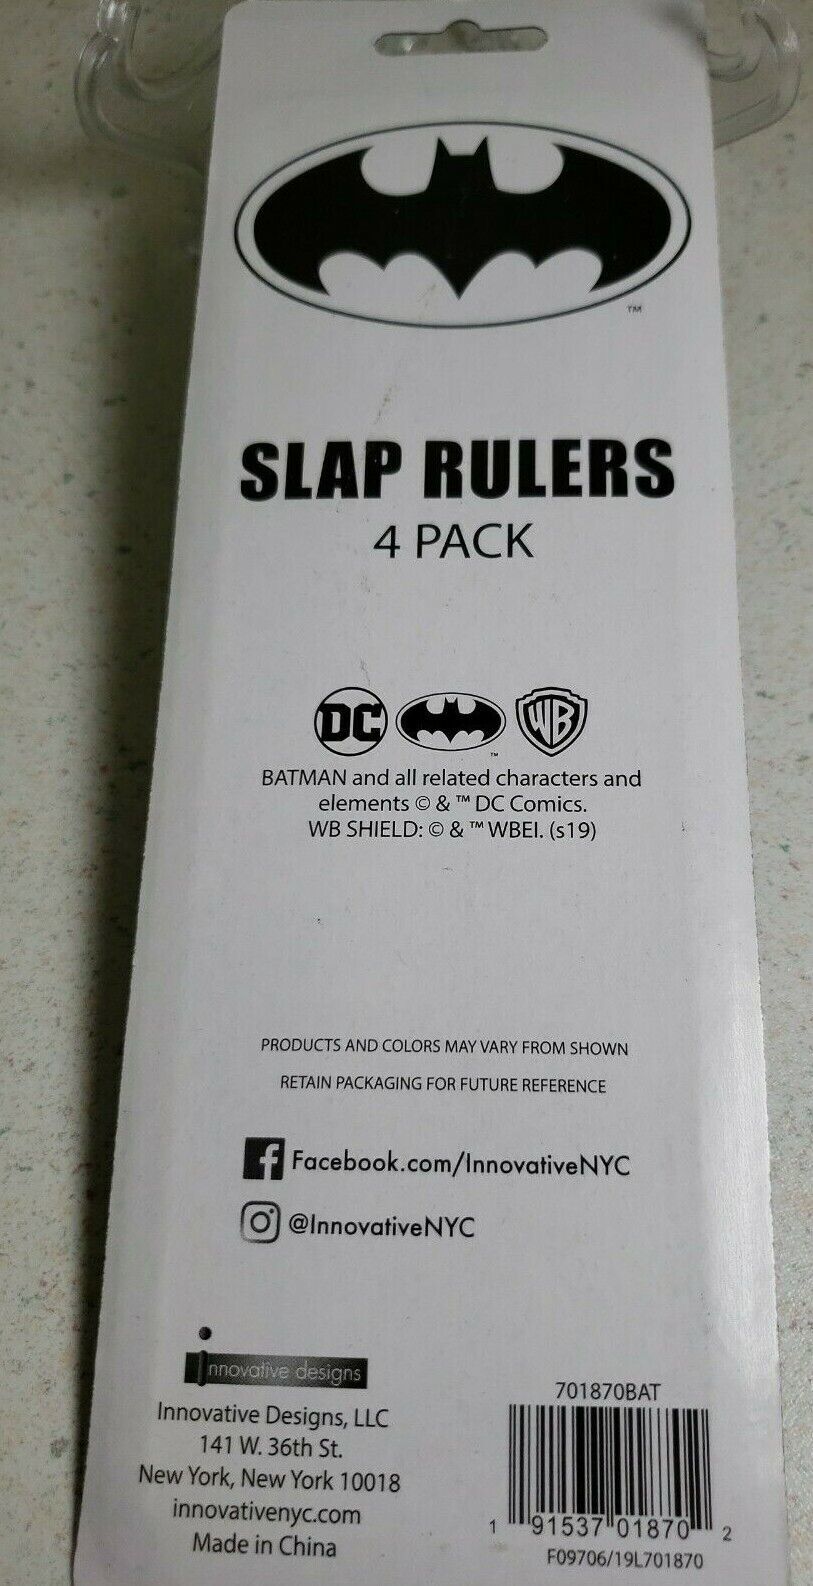 TM
SLAP RULERS
4 PACK
DC WB
TM
BATMAN and all related characters and
elements © & ™ DC Comics.
WB SHIELD: © & ™ WBEI. (s19)
PRODUCTS AND COLORS MAY VARY FROM SHOWN
RETAIN PACKAGING FOR FUTURE REFERENCE
f Facebook.com/InnovativeNYC
@InnovativeNYC
innovative designs
Innovative Designs, LLC
141 W. 36th St.
New York, New York 10018
innovativenyc.com
Made in China
701870BAT
1 91537 01870 2
F09706/19L701870